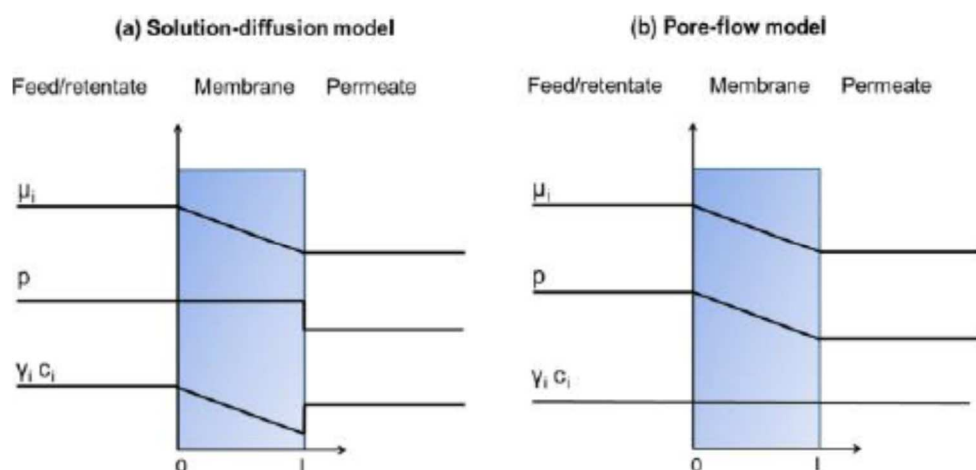 (a) Solution-diffusion model
Feed/retentate Membrane Permeate
μi
p
γi ci
0 l
(b) Pore-flow model
Feed/retentate Membrane Permeate
μi
p
γi ci
0 l